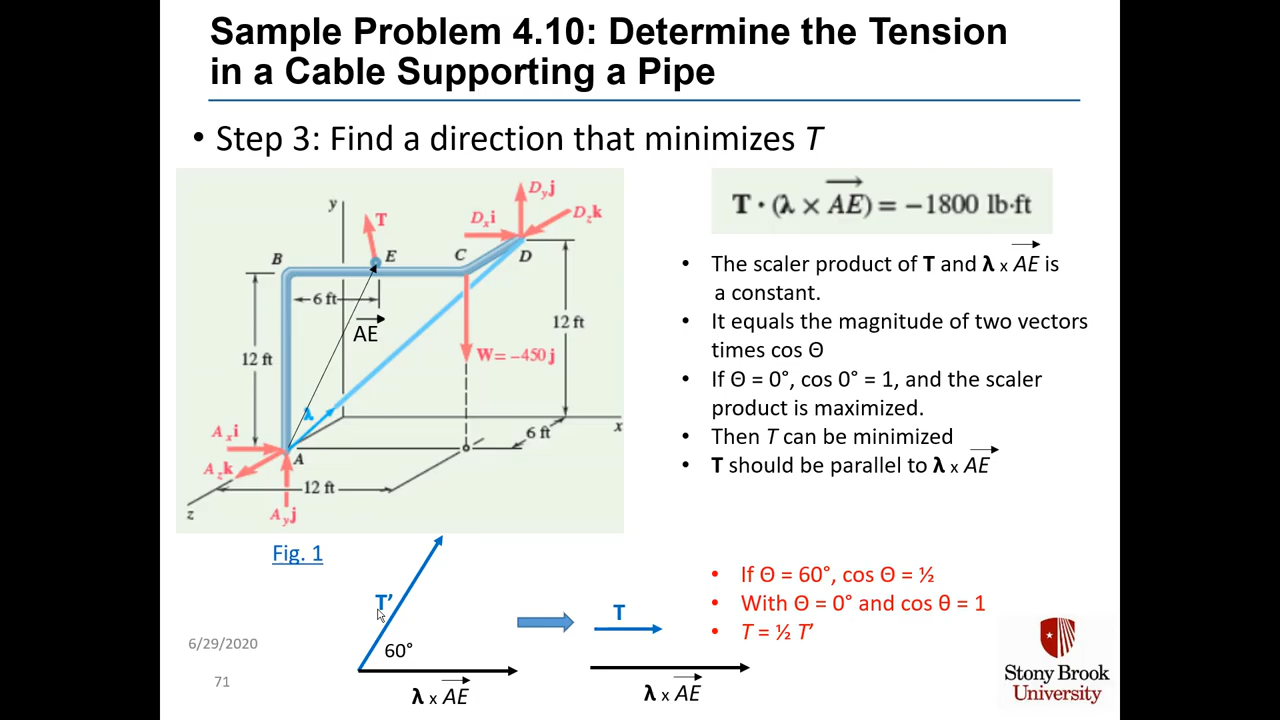 Sample Problem 4.10: Determine the Tension
in a Cable Supporting a Pipe
• Step 3: Find a direction that minimizes T
y
T
E
B
C
D
Dxi
Dyj
Dzk
6 ft
AE
12 ft
12 ft
W = −450 j
λ
Axi
Azk
Ayj
A
6 ft
x
12 ft
z
Fig. 1
T · (λ × AE) = −1800 lb·ft
• The scaler product of T and λ x AE is
a constant.
• It equals the magnitude of two vectors
times cos Θ
• If Θ = 0°, cos 0° = 1, and the scaler
product is maximized.
• Then T can be minimized
• T should be parallel to λ x AE
T’
60°
λ x AE
T
λ x AE
• If Θ = 60°, cos Θ = ½
• With Θ = 0° and cos θ = 1
• T = ½ T’
6/29/2020
71
Stony Brook
University